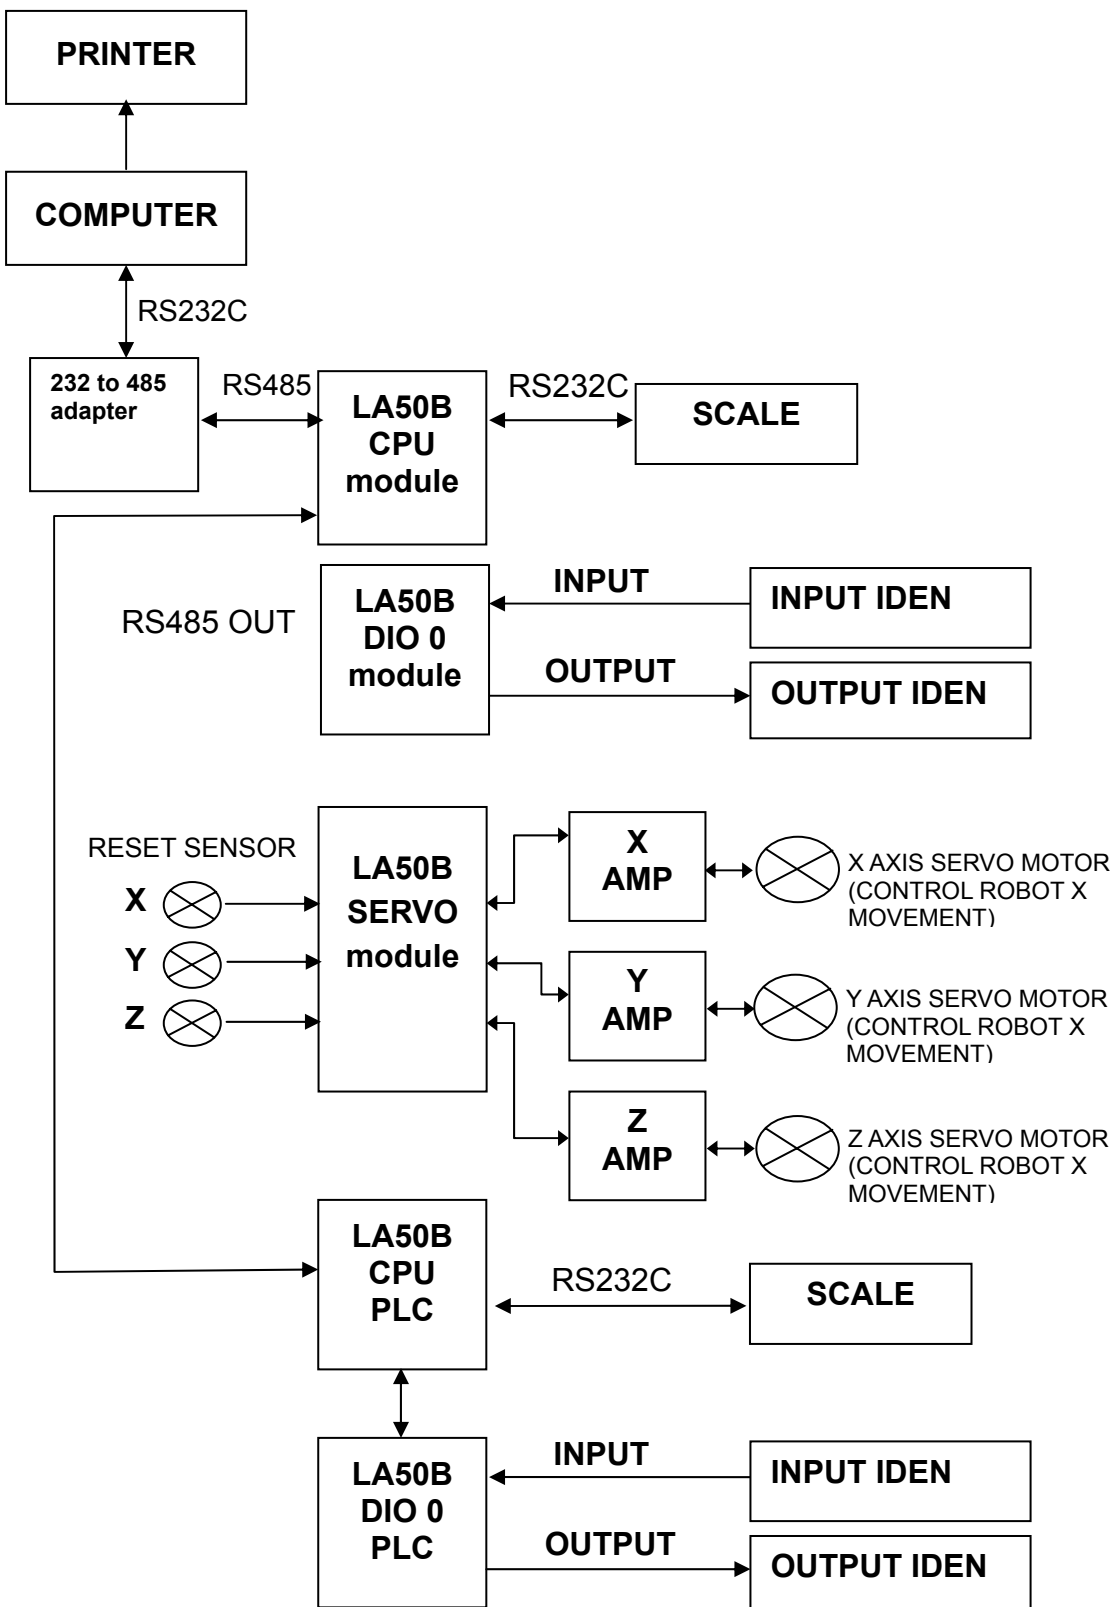 PRINTER
COMPUTER
RS232C
232 to 485
adapter
RS485
LA50B
CPU
module
RS232C
SCALE
RS485 OUT
LA50B
DIO 0
module
INPUT
INPUT IDEN
OUTPUT
OUTPUT IDEN
RESET SENSOR
X
Y
Z
LA50B
SERVO
module
X
AMP
X AXIS SERVO MOTOR
(CONTROL ROBOT X
MOVEMENT)
Y
AMP
Y AXIS SERVO MOTOR
(CONTROL ROBOT X
MOVEMENT)
Z
AMP
Z AXIS SERVO MOTOR
(CONTROL ROBOT X
MOVEMENT)
LA50B
CPU
PLC
RS232C
SCALE
LA50B
DIO 0
PLC
INPUT
INPUT IDEN
OUTPUT
OUTPUT IDEN